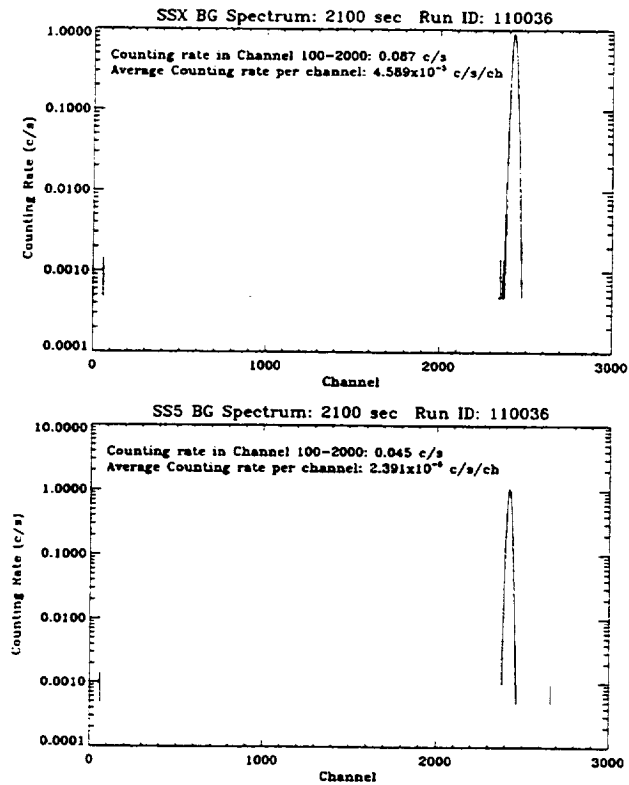 SSX BG Spectrum: 2100 sec Run ID: 110036
1.0000
Counting rate in Channel 100-2000: 0.087 c/s
Average Counting rate per channel: 4.589x10⁻⁵ c/s/ch
0.1000
0.0100
0.0010
0.0001
Counting Rate (c/s)
0 1000 2000 3000
Channel
SS5 BG Spectrum: 2100 sec Run ID: 110036
10.0000
Counting rate in Channel 100-2000: 0.045 c/s
Average Counting rate per channel: 2.391x10⁻⁶ c/s/ch
1.0000
0.1000
0.0100
0.0010
0.0001
Counting Rate (c/s)
0 1000 2000 3000
Channel